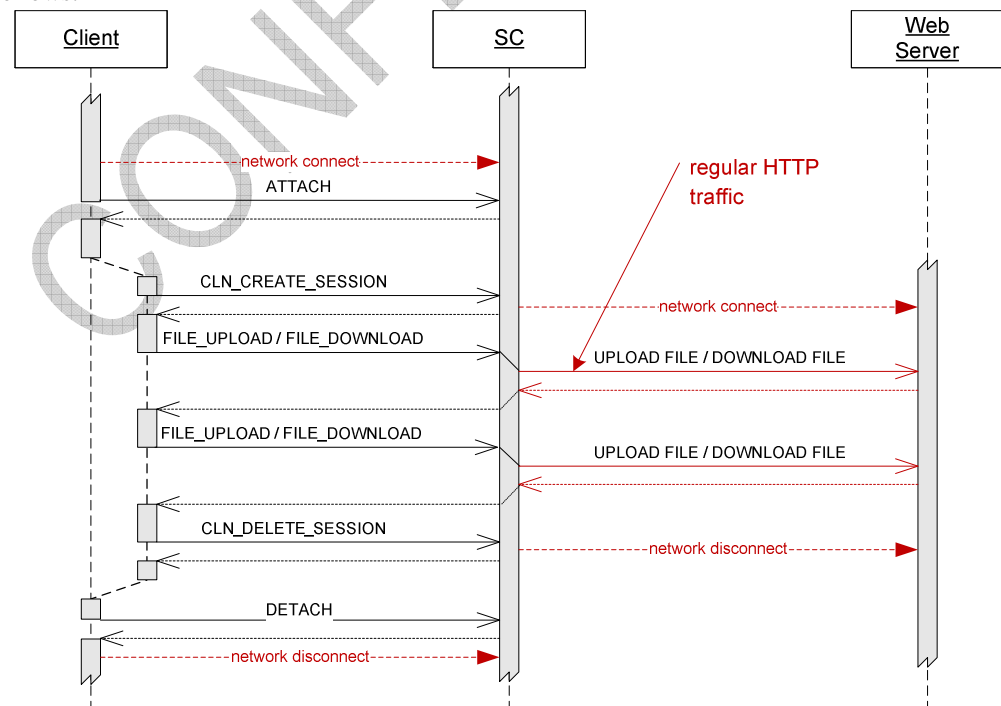 Client
SC
Web
Server
network connect
ATTACH
regular HTTP
traffic
CLN_CREATE_SESSION
network connect
FILE_UPLOAD / FILE_DOWNLOAD
UPLOAD FILE / DOWNLOAD FILE
FILE_UPLOAD / FILE_DOWNLOAD
UPLOAD FILE / DOWNLOAD FILE
CLN_DELETE_SESSION
network disconnect
DETACH
network disconnect
CONF